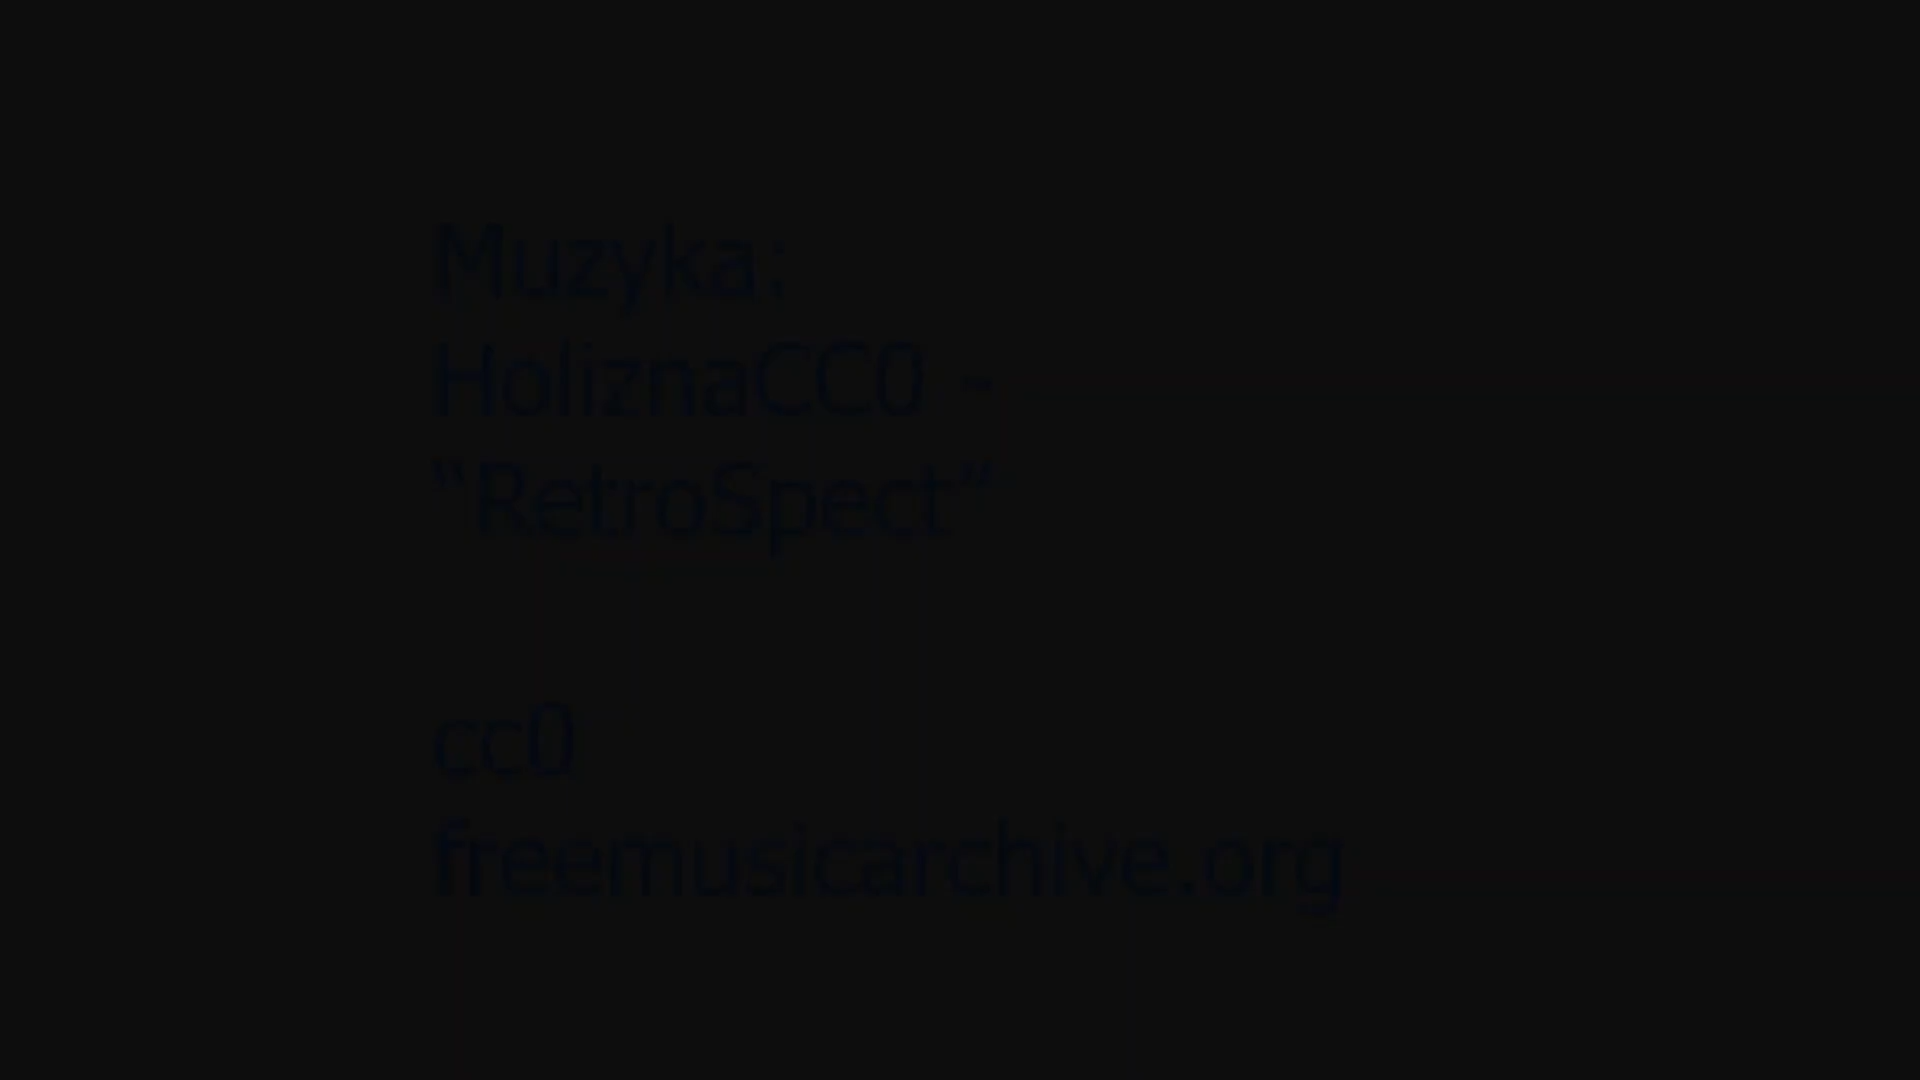 Muzyka:
HoliznaCC0 -
“RetroSpect”
cc0
freemusicarchive.org